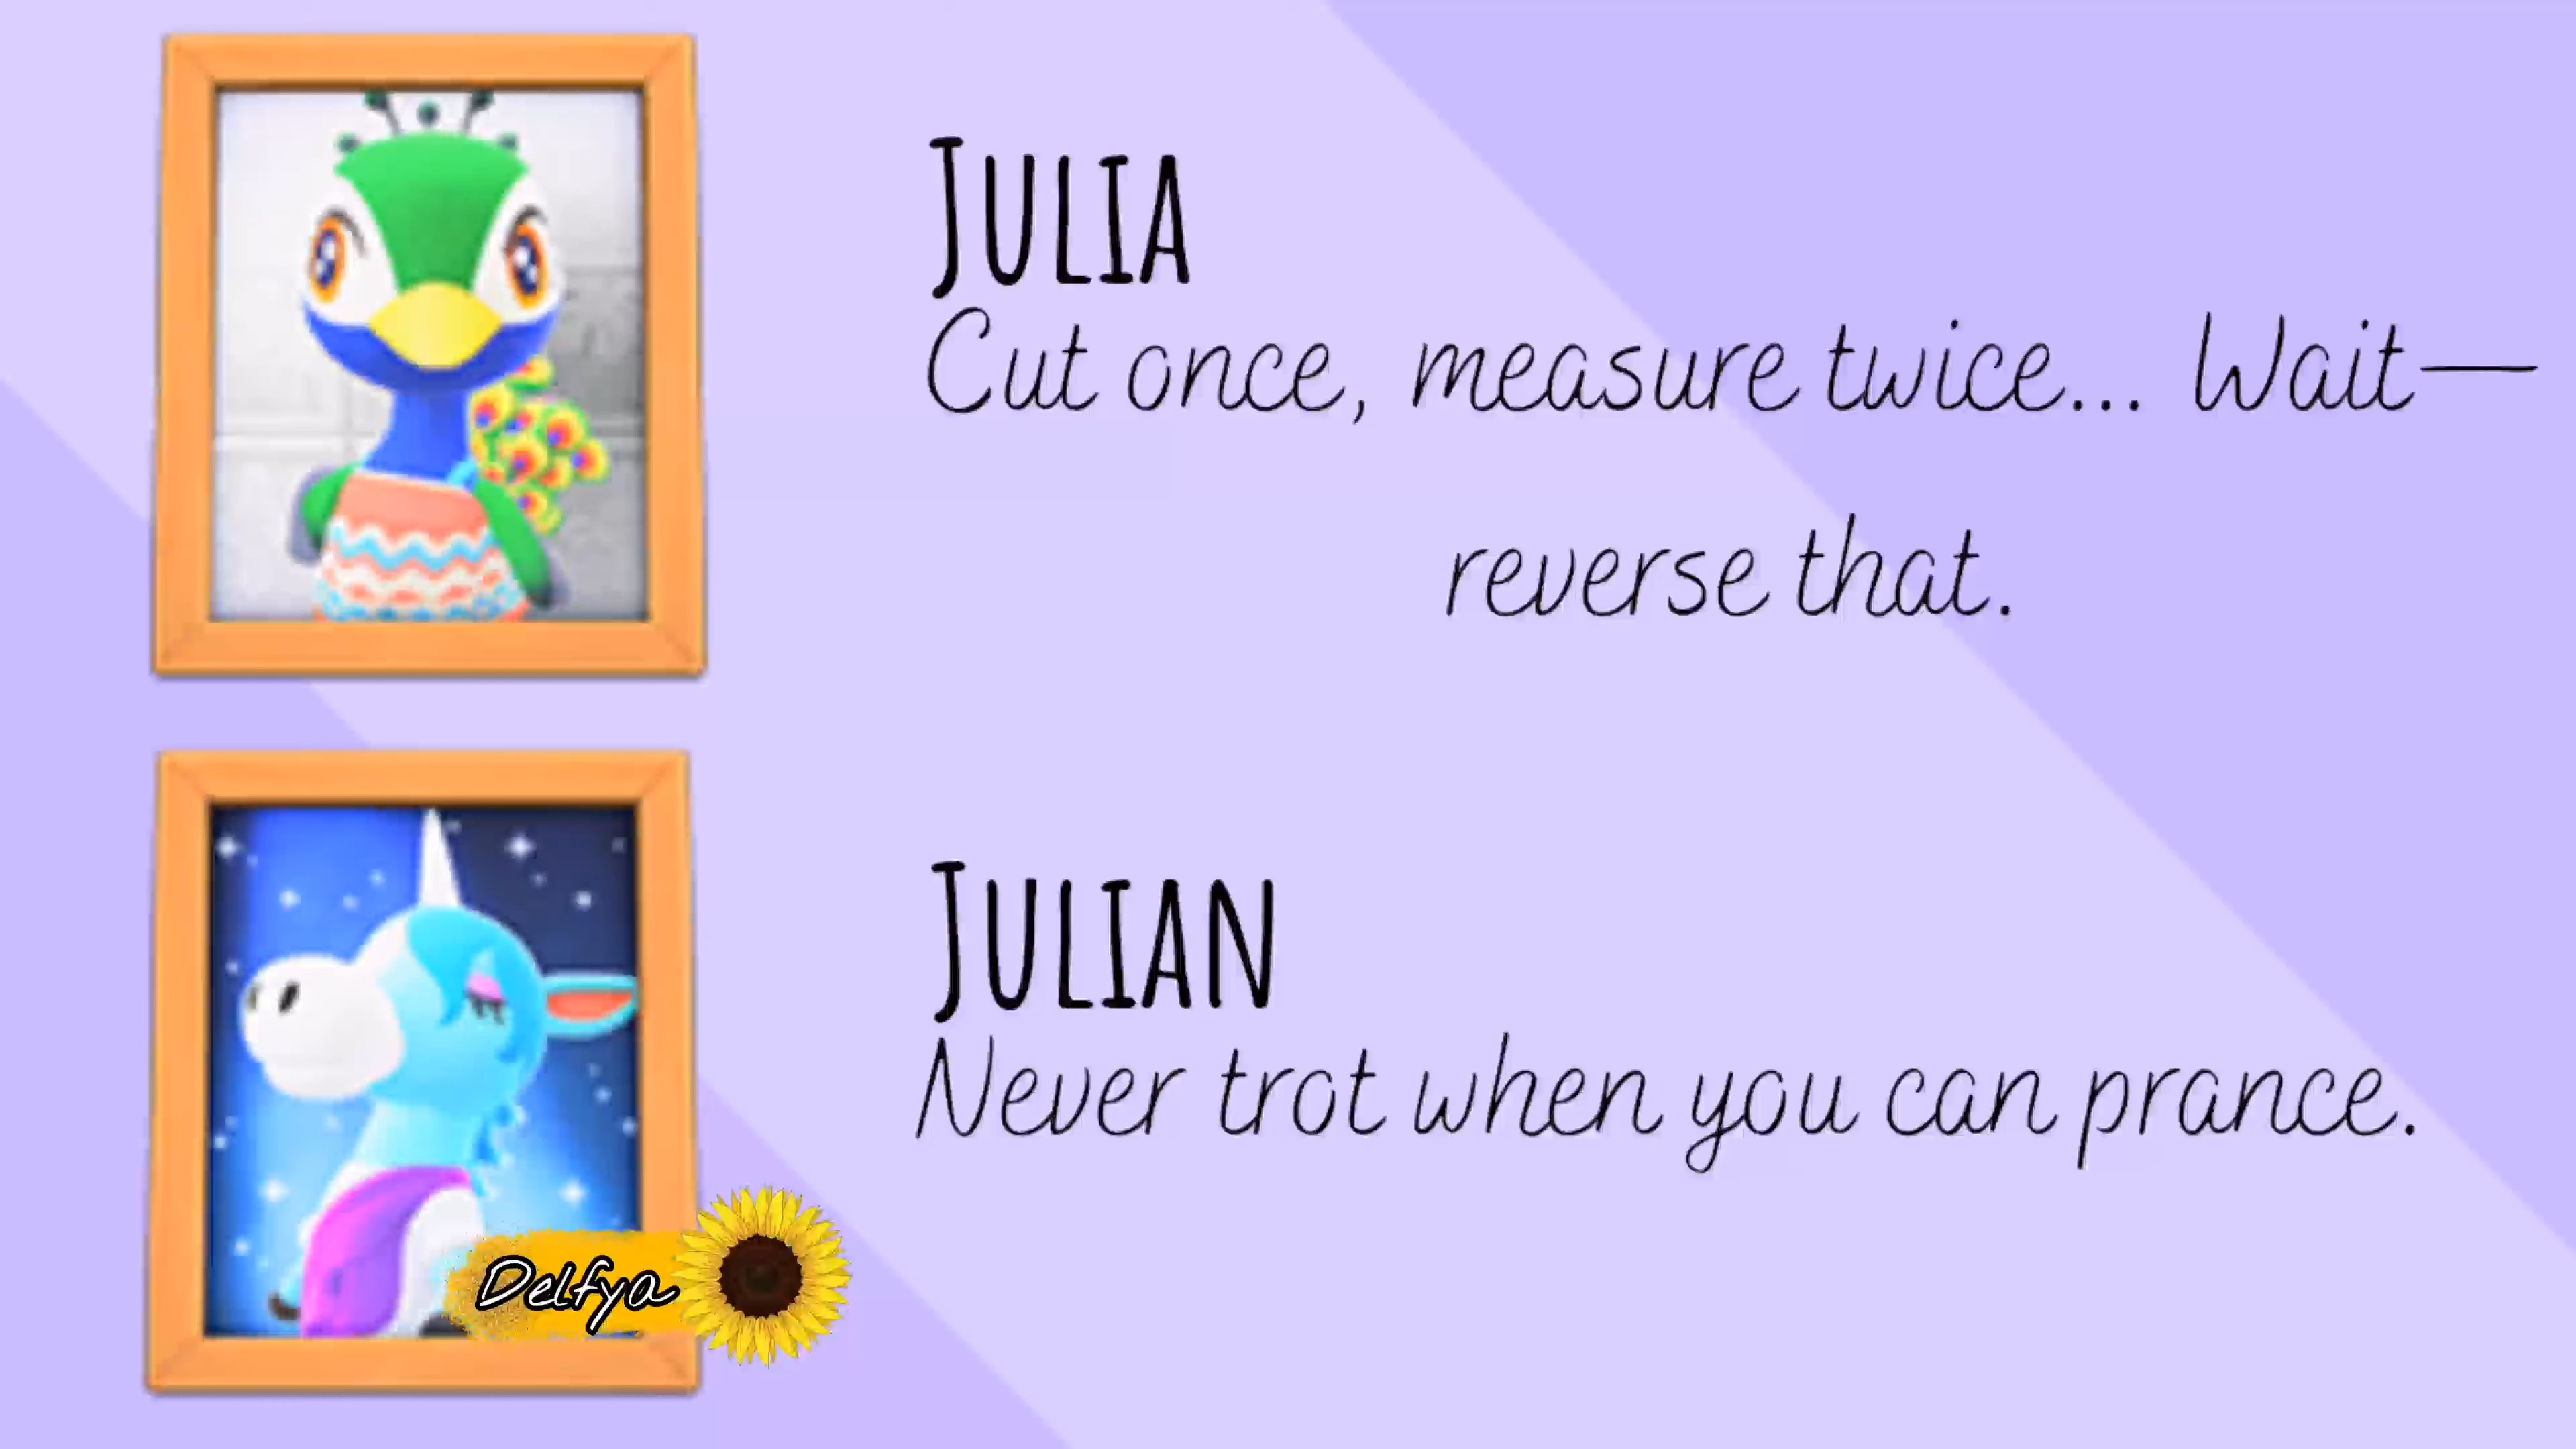 JULIA
Cut once, measure twice... Wait—
reverse that.
JULIAN
Never trot when you can prance.
Delfya